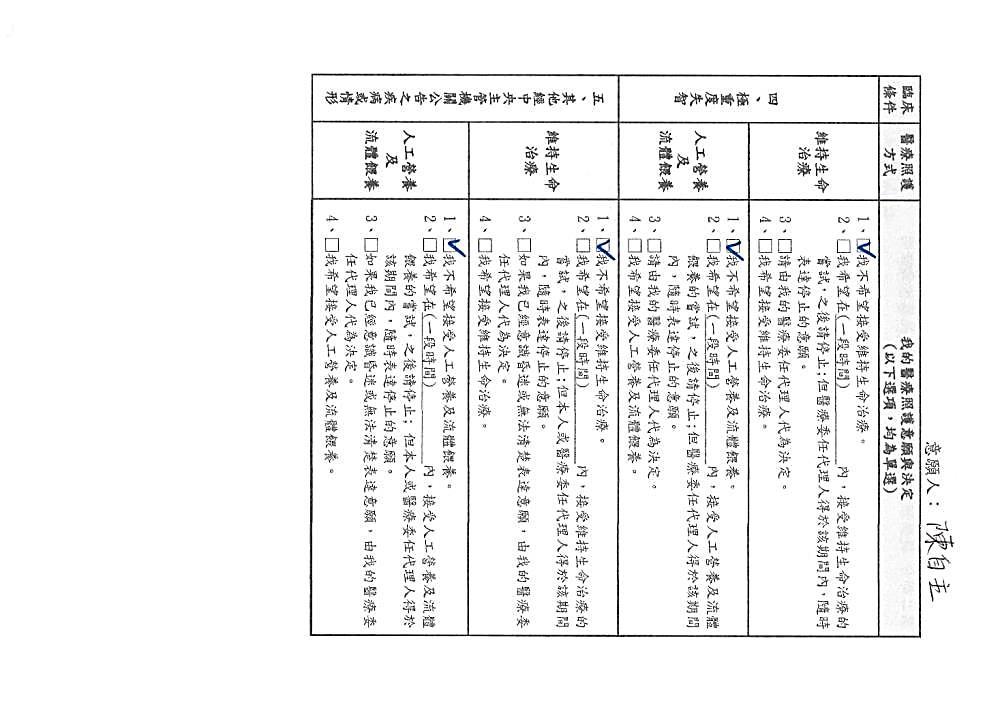 意願人：陳自主
臨床條件
醫療照護方式
我的醫療照護意願與決定
（以下選項，均為單選）
四、極重度失智
維持生命
治療
1、☑我不希望接受維持生命治療。
2、□我希望在(一段時間)________內，接受維持生命治療的
嘗試，之後請停止；但醫療委任代理人得於該期間內，隨時
表達停止的意願。
3、□請由我的醫療委任代理人代為決定。
4、□我希望接受維持生命治療。
人工營養
及
流體餵養
1、☑我不希望接受人工營養及流體餵養。
2、□我希望在(一段時間)________內，接受人工營養及流體
餵養的嘗試，之後請停止；但醫療委任代理人得於該期間
內，隨時表達停止的意願。
3、□請由我的醫療委任代理人代為決定。
4、□我希望接受人工營養及流體餵養。
五、其他經中央主管機關公告之疾病或情形
維持生命
治療
1、☑我不希望接受維持生命治療。
2、□我希望在(一段時間)________內，接受維持生命治療的
嘗試，之後請停止；但本人或醫療委任代理人得於該期間
內，隨時表達停止的意願。
3、□如果我已經意識昏迷或無法清楚表達意願，由我的醫療委
任代理人代為決定。
4、□我希望接受維持生命治療。
人工營養
及
流體餵養
1、☑我不希望接受人工營養及流體餵養。
2、□我希望在(一段時間)________內，接受人工營養及流體
餵養的嘗試，之後請停止；但本人或醫療委任代理人得於
該期間內，隨時表達停止的意願。
3、□如果我已經意識昏迷或無法清楚表達意願，由我的醫療委
任代理人代為決定。
4、□我希望接受人工營養及流體餵養。